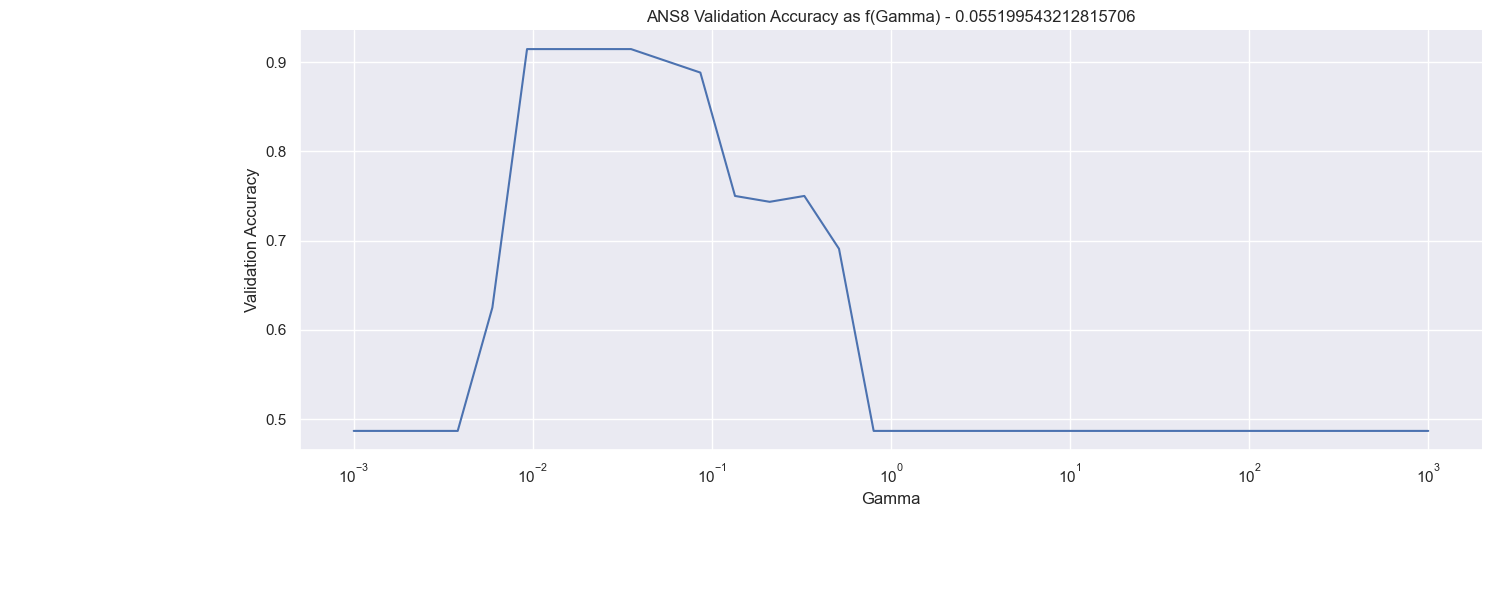 ANS8 Validation Accuracy as f(Gamma) - 0.055199543212815706
Validation Accuracy
0.9
0.8
0.7
0.6
0.5
10⁻³ 10⁻² 10⁻¹ 10⁰ 10¹ 10² 10³
Gamma